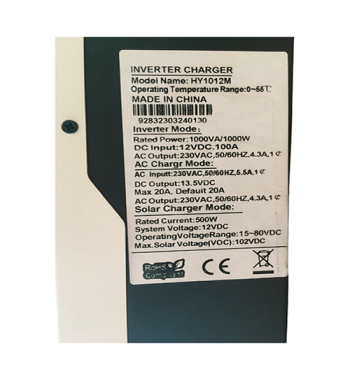 INVERTER CHARGER
Model Name: HY1012M
Operating Temperature Range:0~55℃
MADE IN CHINA
92832303240130
Inverter Mode:
Rated Power:1000VA/1000W
DC Input:12VDC,100A
AC Output:230VAC,50/60HZ,4.3A,1¢
AC Chargr Mode:
AC Inputt:230VAC,50/60HZ,5.5A,1¢
DC Output:13.5VDC
Max 20A, Defauit 20A
AC Output:230VAC,50/60HZ,4.3A,1¢
Solar Charger Mode:
Rated Current:500W
System Voltage:12VDC
OperatingVoltageRange:15~80VDC
Max.Solar Voltage(VOC):102VDC
RoHS
Compliant
CE